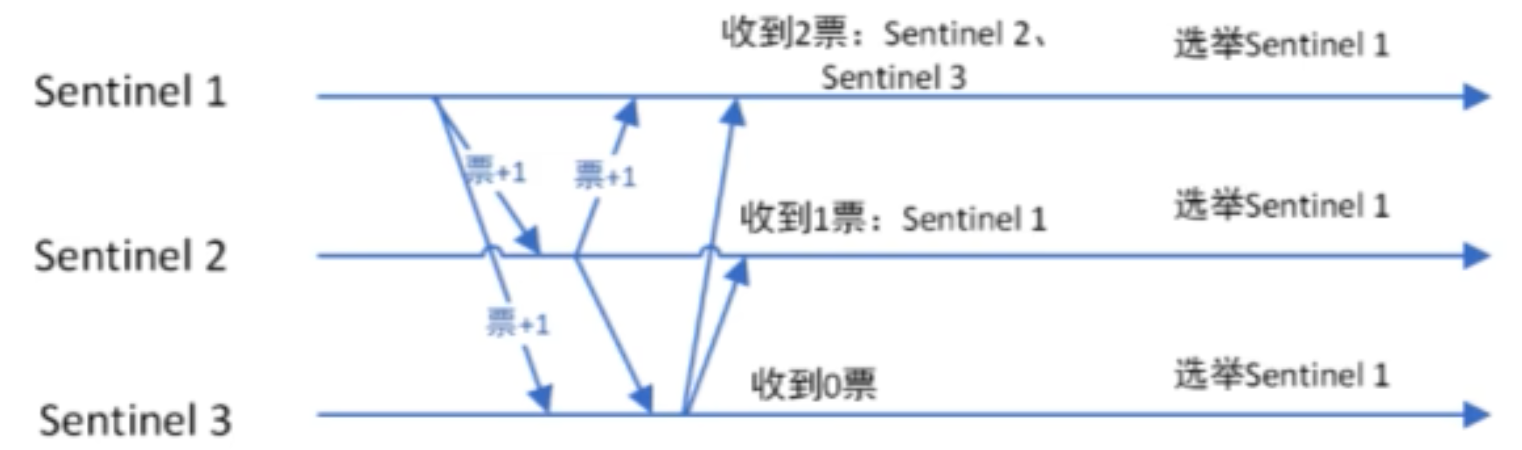 收到2票：Sentinel 2、
Sentinel 3
选举Sentinel 1
Sentinel 1
票+1
票+1
收到1票：Sentinel 1
选举Sentinel 1
Sentinel 2
票+1
收到0票
选举Sentinel 1
Sentinel 3